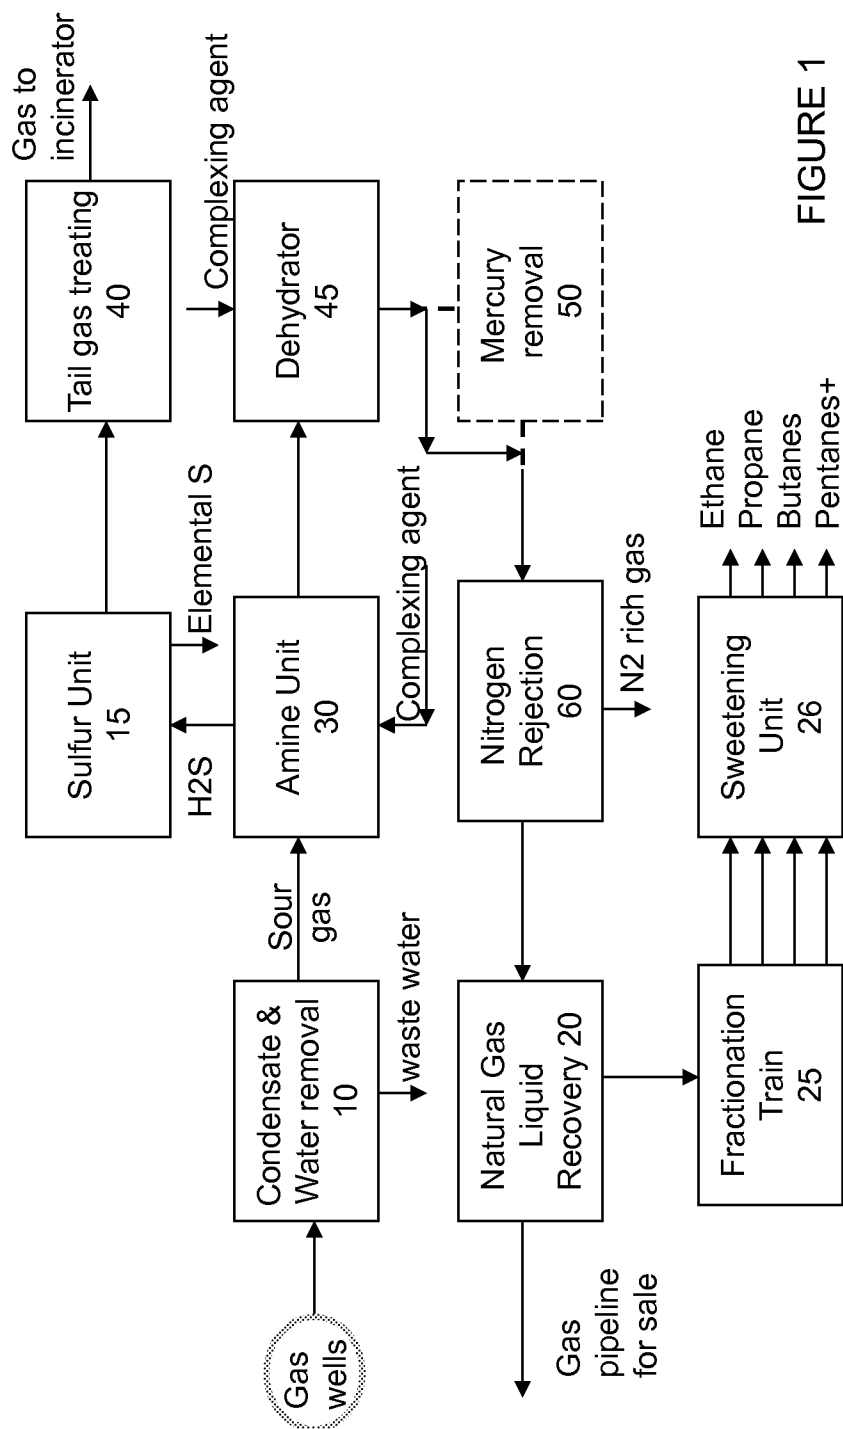 Gas to
incinerator
Tail gas treating
40
Sulfur Unit
15
Elemental S
H2S
Complexing agent
Gas
wells
Condensate &
Water removal
10
waste water
Sour
gas
Amine Unit
30
Complexing agent
Dehydrator
45
Mercury
removal
50
Nitrogen
Rejection
60
N2 rich gas
Natural Gas
Liquid
Recovery 20
Gas
pipeline
for sale
Fractionation
Train
25
Sweetening
Unit
26
Ethane
Propane
Butanes
Pentanes+
FIGURE 1